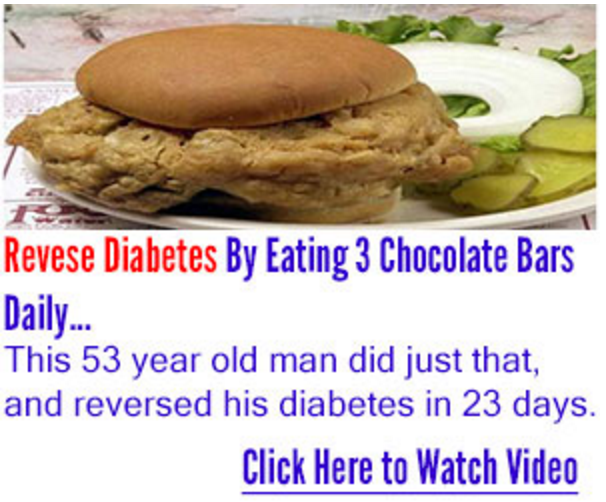 Revese Diabetes By Eating 3 Chocolate Bars
Daily...
This 53 year old man did just that,
and reversed his diabetes in 23 days.
Click Here to Watch Video